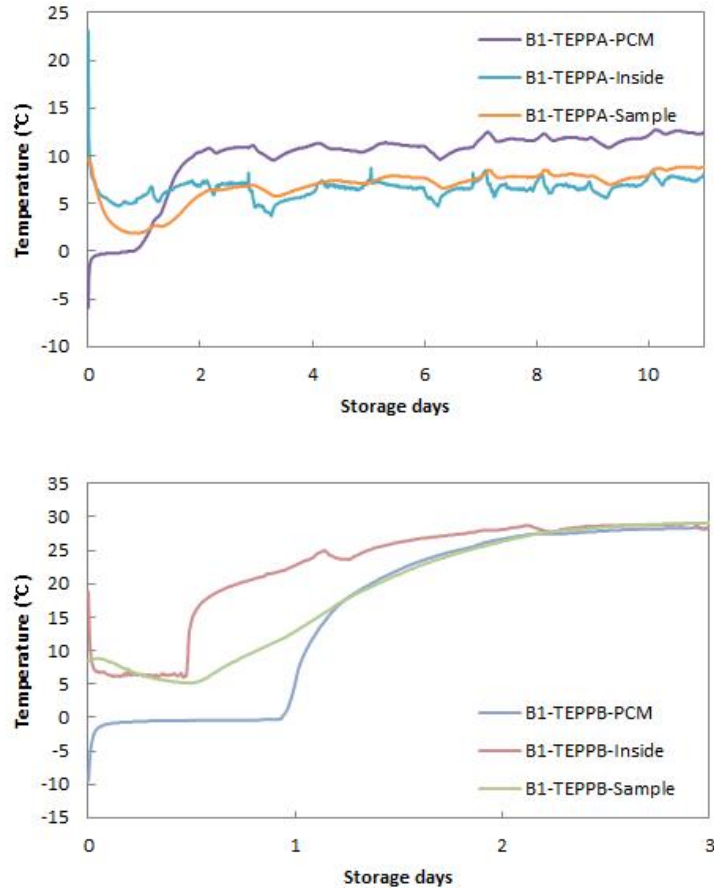 25
20
15
10
5
0
-5
-10
Temperature (℃)
B1-TEPPA-PCM
B1-TEPPA-Inside
B1-TEPPA-Sample
0 2 4 6 8 10
Storage days
35
30
25
20
15
10
5
0
-5
-10
-15
Temperature (℃)
B1-TEPPB-PCM
B1-TEPPB-Inside
B1-TEPPB-Sample
0 1 2 3
Storage days